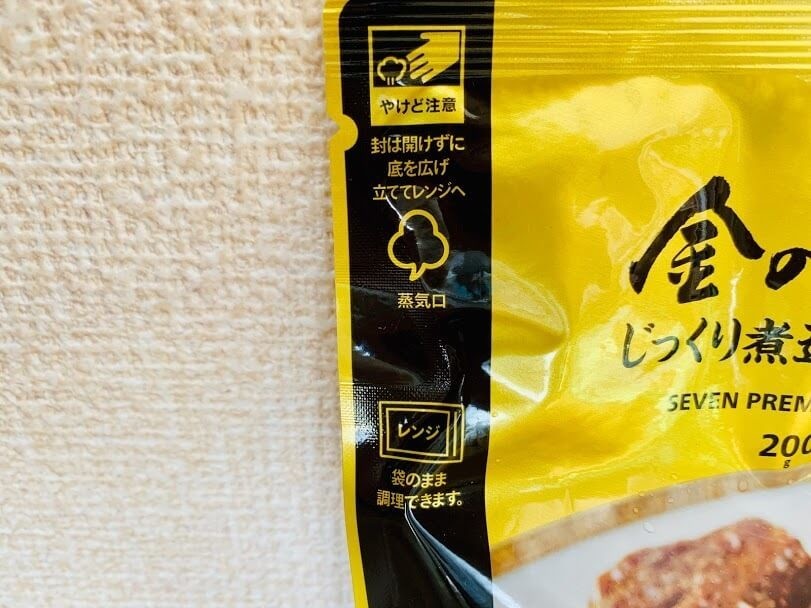 やけど注意
封は開けずに
底を広げ
立ててレンジへ
蒸気口
レンジ
袋のまま
調理できます。
金の
じっくり煮
SEVEN PREM
200
g